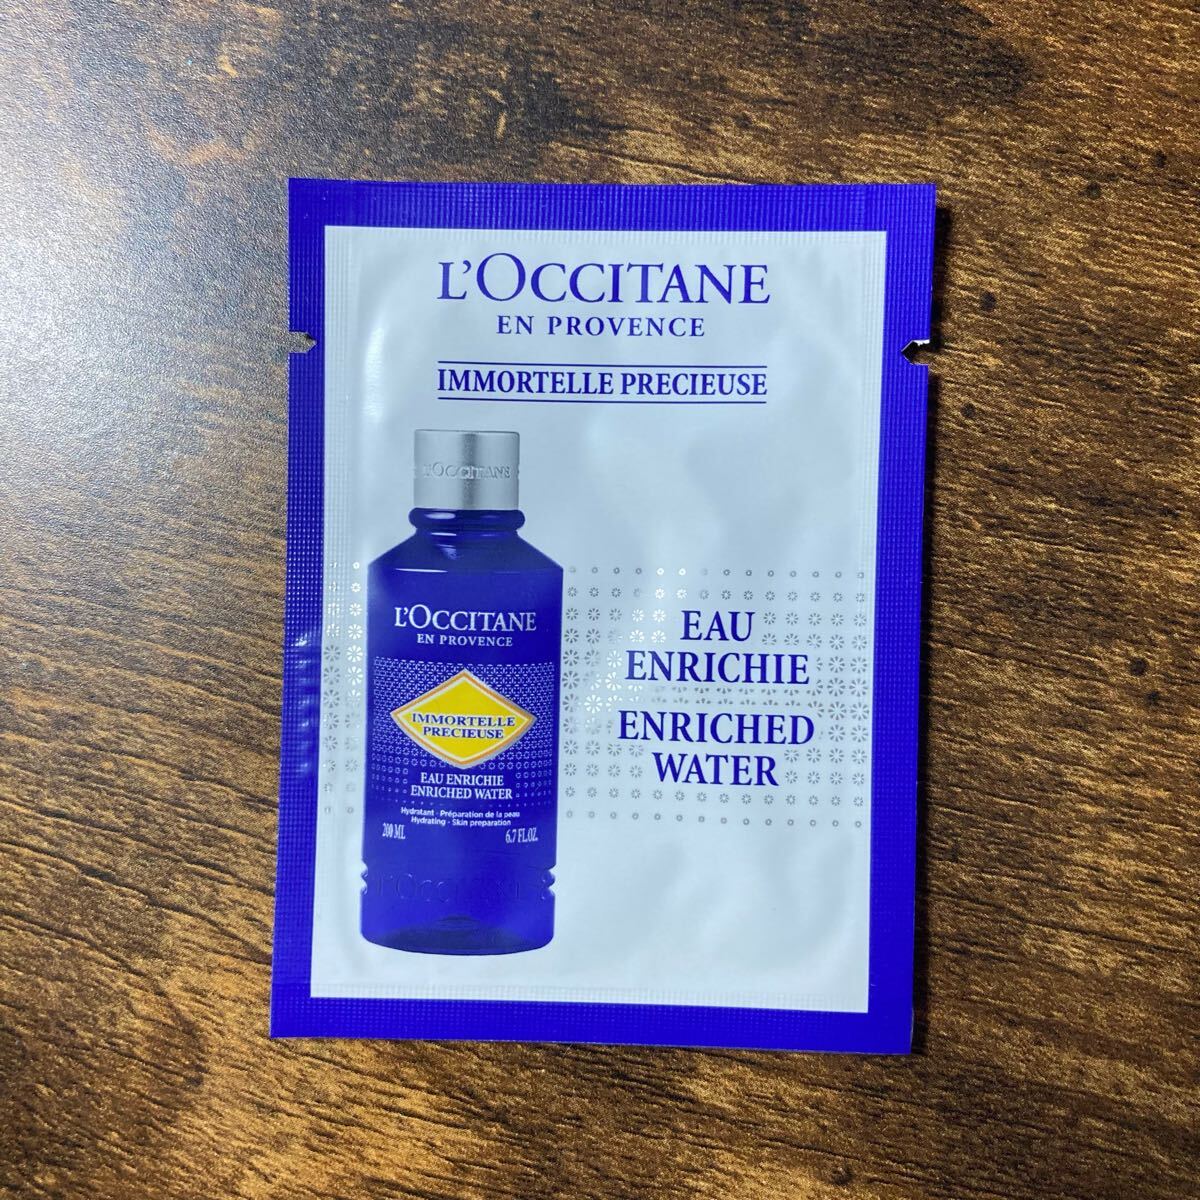 L'OCCITANE
EN PROVENCE
IMMORTELLE PRECIEUSE
L'OCCITANE
L'OCCITANE
EN PROVENCE
IMMORTELLE
PRECIEUSE
EAU ENRICHIE
ENRICHED WATER
Hydratant · Préparation de la peau
Hydrating · Skin preparation
200 ML
6.7 FL.OZ.
L'OCCITANE
EAU
ENRICHIE
ENRICHED
WATER